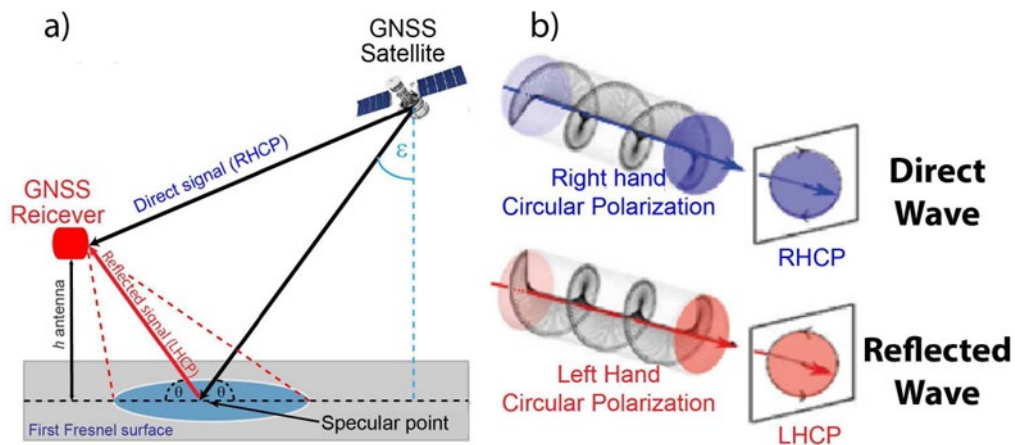 a)
GNSS
Satellite
ε
Direct signal (RHCP)
GNSS
Reicever
Reflected signal (LHCP)
h antenna
θ θ
Specular point
First Fresnel surface
b)
Right hand
Circular Polarization
RHCP
Direct
Wave
Left Hand
Circular Polarization
LHCP
Reflected
Wave